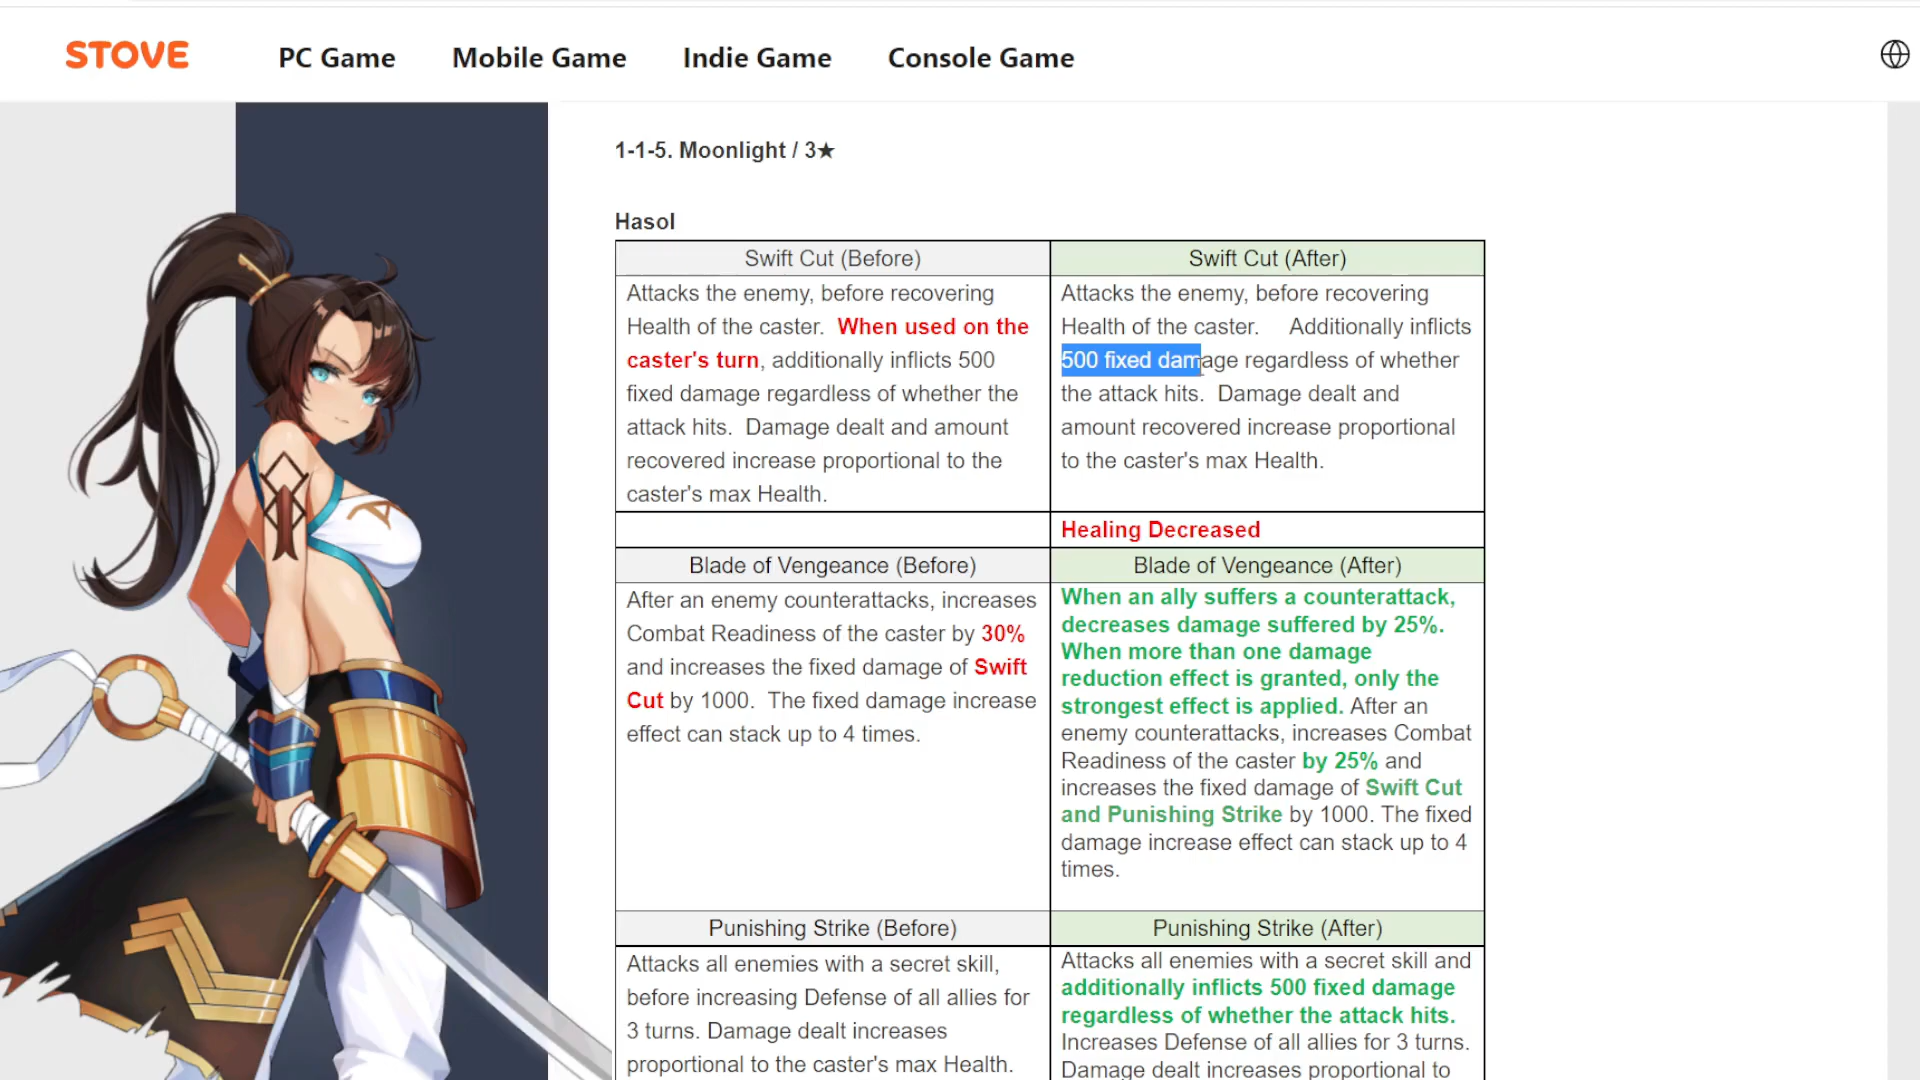 STOVE
PC Game
Mobile Game
Indie Game
Console Game
1-1-5. Moonlight / 3★
Hasol
Swift Cut (Before)
Swift Cut (After)
Attacks the enemy, before recovering
Health of the caster. When used on the
caster's turn, additionally inflicts 500
fixed damage regardless of whether the
attack hits. Damage dealt and amount
recovered increase proportional to the
caster's max Health.
Attacks the enemy, before recovering
Health of the caster. Additionally inflicts
500 fixed damage regardless of whether
the attack hits. Damage dealt and
amount recovered increase proportional
to the caster's max Health.
Healing Decreased
Blade of Vengeance (Before)
Blade of Vengeance (After)
After an enemy counterattacks, increases
Combat Readiness of the caster by 30%
and increases the fixed damage of Swift
Cut by 1000. The fixed damage increase
effect can stack up to 4 times.
When an ally suffers a counterattack,
decreases damage suffered by 25%.
When more than one damage
reduction effect is granted, only the
strongest effect is applied. After an
enemy counterattacks, increases Combat
Readiness of the caster by 25% and
increases the fixed damage of Swift Cut
and Punishing Strike by 1000. The fixed
damage increase effect can stack up to 4
times.
Punishing Strike (Before)
Punishing Strike (After)
Attacks all enemies with a secret skill,
before increasing Defense of all allies for
3 turns. Damage dealt increases
proportional to the caster's max Health.
Attacks all enemies with a secret skill and
additionally inflicts 500 fixed damage
regardless of whether the attack hits.
Increases Defense of all allies for 3 turns.
Damage dealt increases proportional to